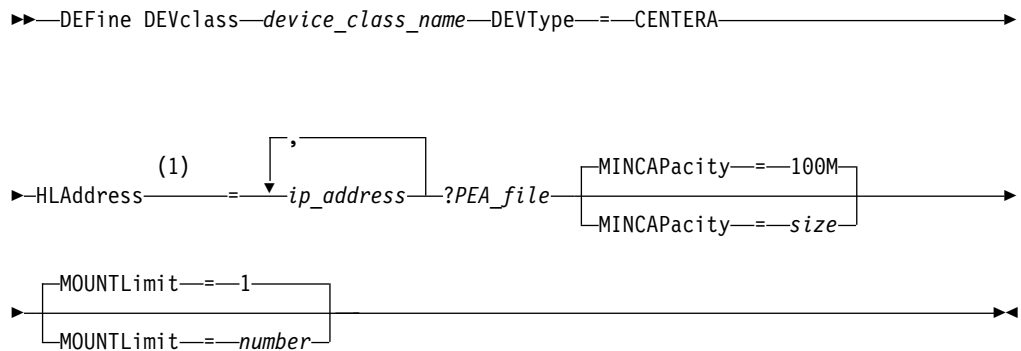 DEFine DEVclass device_class_name DEVType = CENTERA
,
(1)
HLAddress = ip_address ?PEA_file
MINCAPacity = 100M
MINCAPacity = size
MOUNTLimit = 1
MOUNTLimit = number